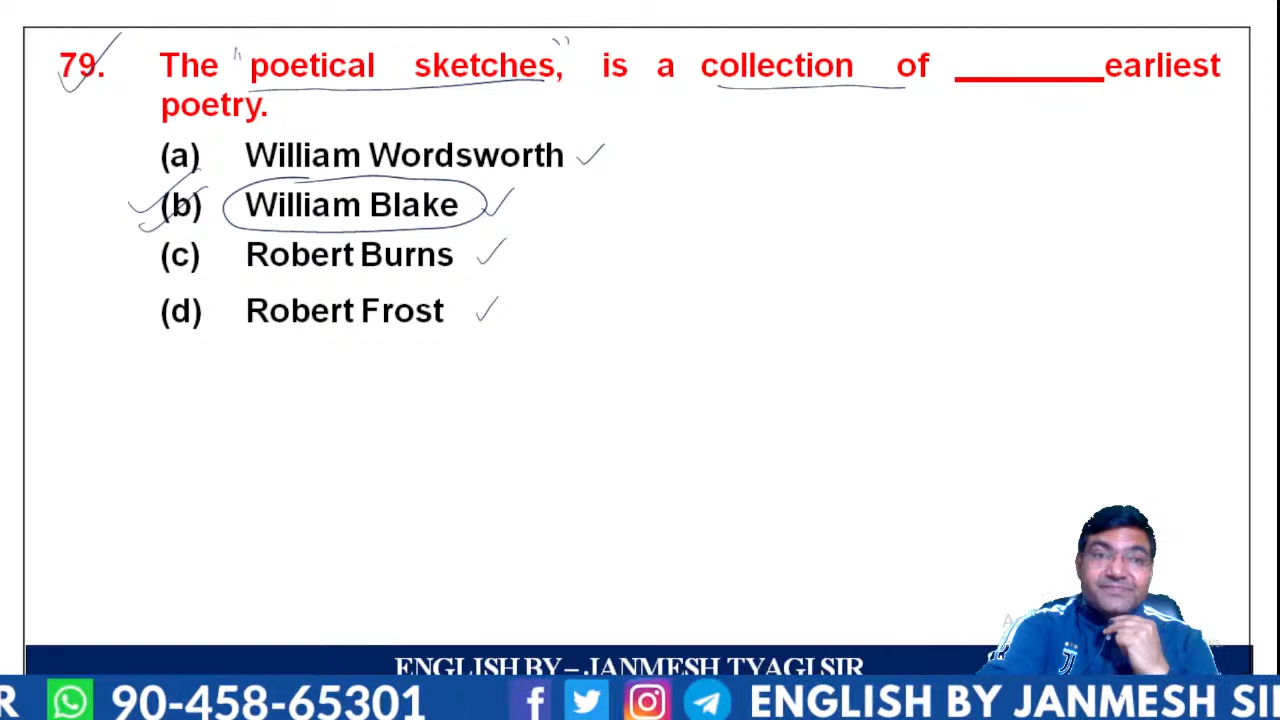 79. The "poetical sketches," is a collection of ________earliest
poetry.
(a) William Wordsworth
(b) William Blake
(c) Robert Burns
(d) Robert Frost
ENGLISH BY – JANMESH TYAGI SIR
R 90-458-65301 ENGLISH BY JANMESH SI